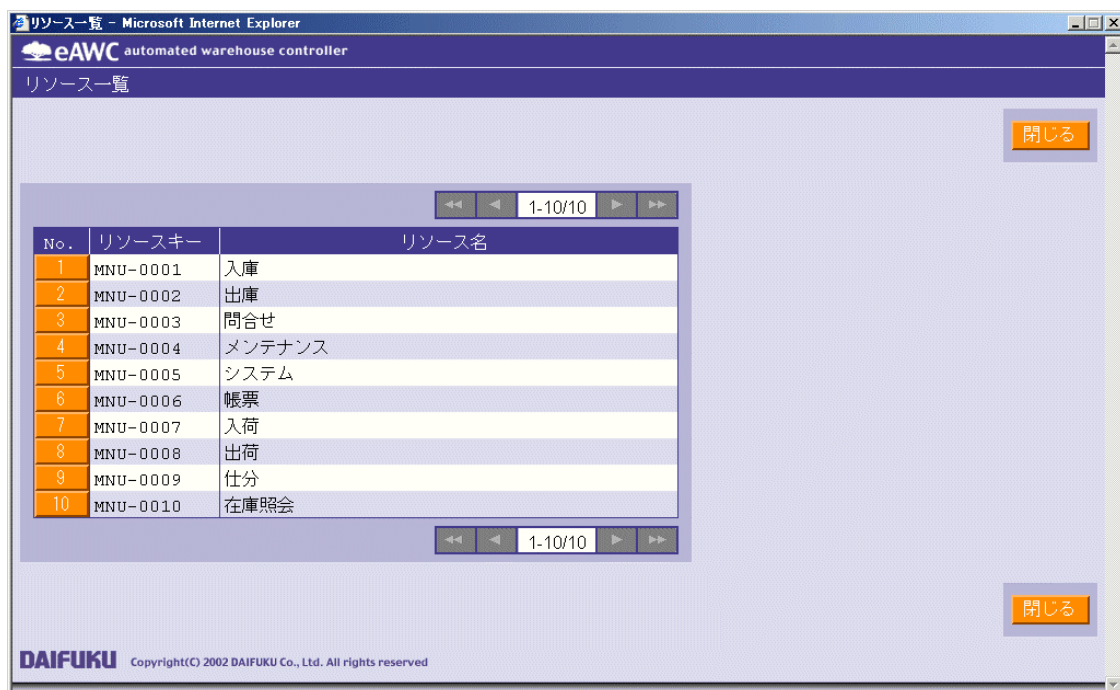 リソース一覧 - Microsoft Internet Explorer
eAWC automated warehouse controller
リソース一覧
閉じる
1-10/10
No. リソースキー リソース名
1 MNU-0001 入庫
2 MNU-0002 出庫
3 MNU-0003 問合せ
4 MNU-0004 メンテナンス
5 MNU-0005 システム
6 MNU-0006 帳票
7 MNU-0007 入荷
8 MNU-0008 出荷
9 MNU-0009 仕分
10 MNU-0010 在庫照会
1-10/10
閉じる
DAIFUKU Copyright(C) 2002 DAIFUKU Co., Ltd. All rights reserved